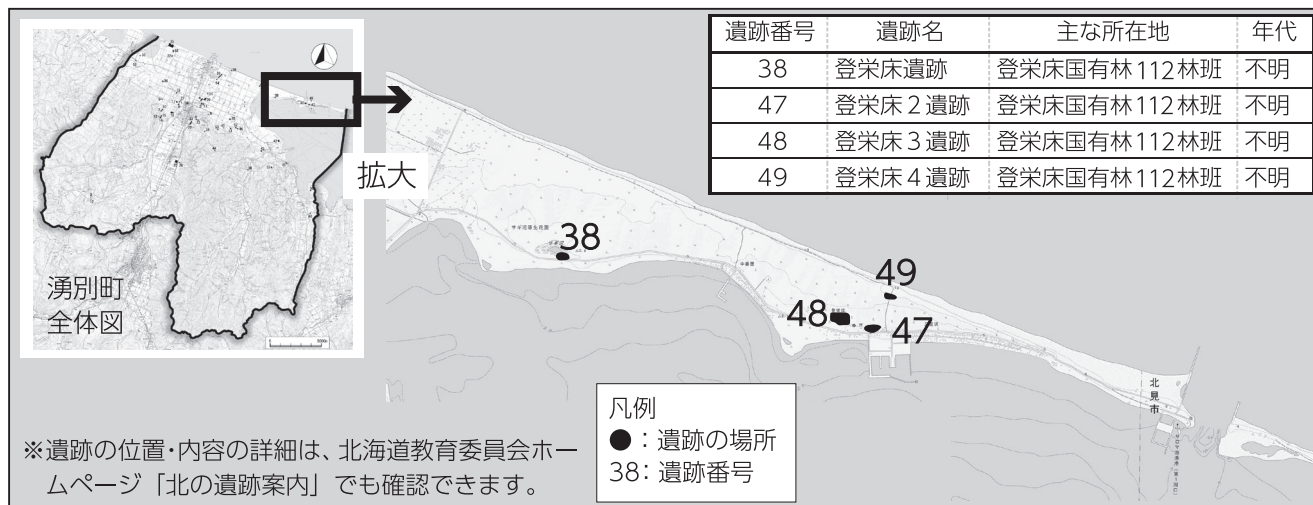 遺跡番号 遺跡名 主な所在地 年代
38 登栄床遺跡 登栄床国有林112林班 不明
47 登栄床2遺跡 登栄床国有林112林班 不明
48 登栄床3遺跡 登栄床国有林112林班 不明
49 登栄床4遺跡 登栄床国有林112林班 不明
拡大
湧別町
全体図
38
49
48
47
北見市
凡例
●：遺跡の場所
38：遺跡番号
※遺跡の位置・内容の詳細は、北海道教育委員会ホー
ムページ「北の遺跡案内」でも確認できます。